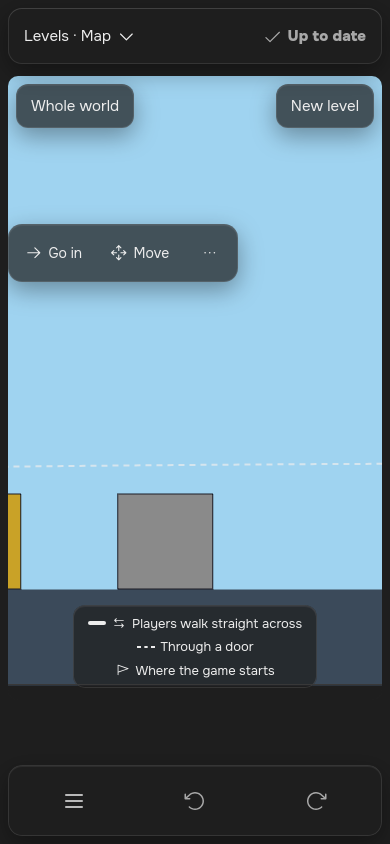 Levels · Map
Up to date
Whole world
New level
Go in
Move
Players walk straight across
Through a door
Where the game starts